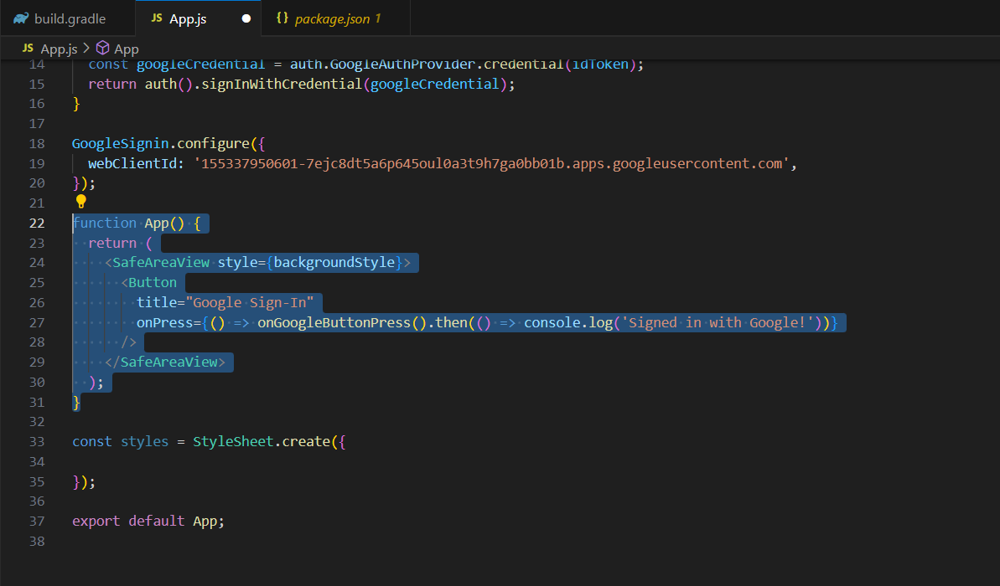 build.gradle
JS App.js
{} package.json 1
JS App.js > App
14 const googleCredential = auth.GoogleAuthProvider.credential(idToken);
15 return auth().signInWithCredential(googleCredential);
16 }
17
18 GoogleSignin.configure({
19 webClientId: '155337950601-7ejc8dt5a6p645oul0a3t9h7ga0bb01b.apps.googleusercontent.com',
20 });
21
22 function App() {
23 return (
24 <SafeAreaView style={backgroundStyle}>
25 <Button
26 title="Google Sign-In"
27 onPress={() => onGoogleButtonPress().then(() => console.log('Signed in with Google!'))}
28 />
29 </SafeAreaView>
30 );
31 }
32
33 const styles = StyleSheet.create({
34
35 });
36
37 export default App;
38